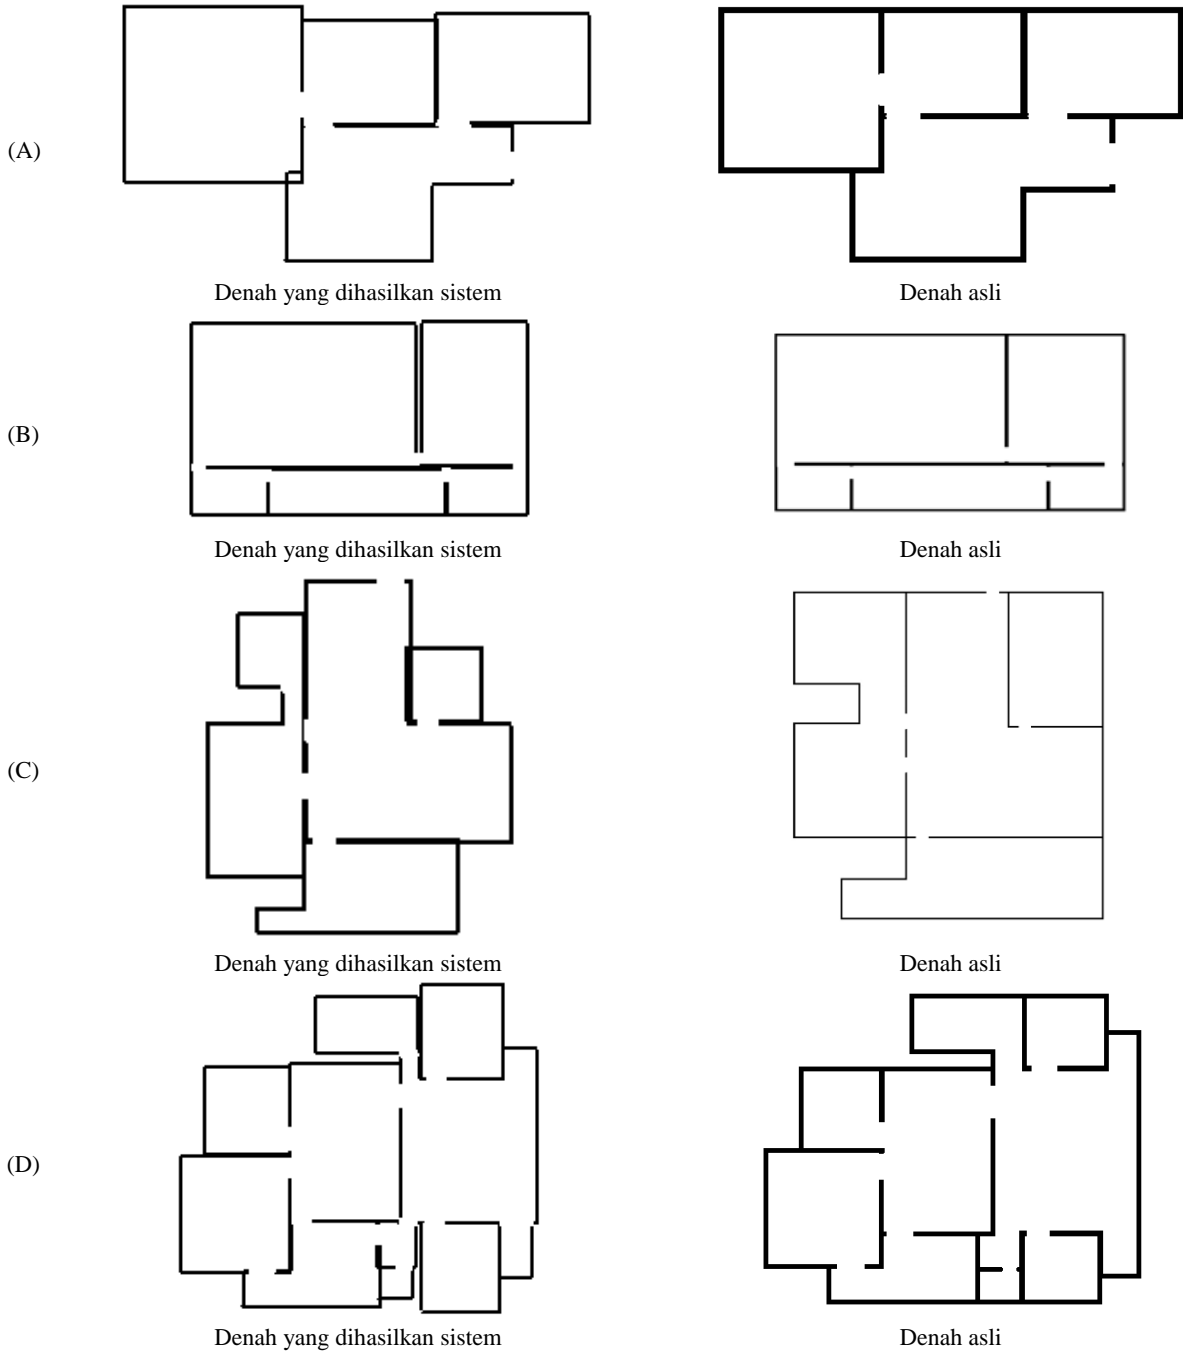 (A)
Denah yang dihasilkan sistem Denah asli
(B)
Denah yang dihasilkan sistem Denah asli
(C)
Denah yang dihasilkan sistem Denah asli
(D)
Denah yang dihasilkan sistem Denah asli